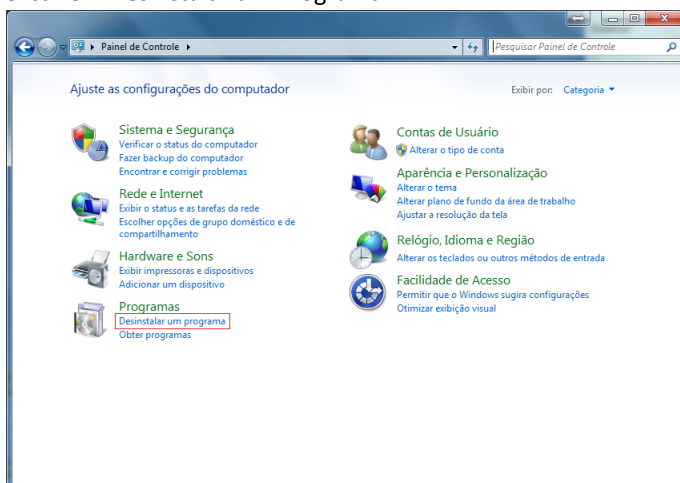 Painel de Controle
Pesquisar Painel de Controle
Ajuste as configurações do computador
Exibir por: Categoria
Sistema e Segurança
Verificar o status do computador
Fazer backup do computador
Encontrar e corrigir problemas
Rede e Internet
Exibir o status e as tarefas da rede
Escolher opções de grupo doméstico e de
compartilhamento
Hardware e Sons
Exibir impressoras e dispositivos
Adicionar um dispositivo
Programas
Desinstalar um programa
Obter programas
Contas de Usuário
Alterar o tipo de conta
Aparência e Personalização
Alterar o tema
Alterar plano de fundo da área de trabalho
Ajustar a resolução da tela
Relógio, Idioma e Região
Alterar os teclados ou outros métodos de entrada
Facilidade de Acesso
Permitir que o Windows sugira configurações
Otimizar exibição visual